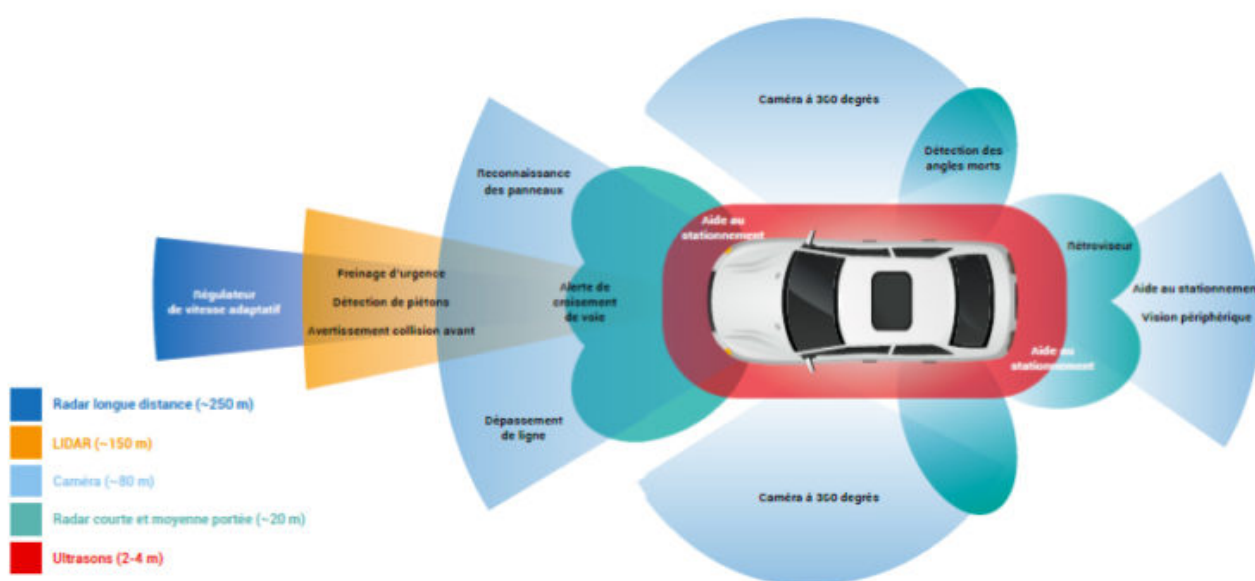 Caméra à 360 degrés
Détection des
angles morts
Reconnaissance
des panneaux
Aide au
stationnement
Rétroviseur
Freinage d'urgence
Détection de piétons
Avertissement collision avant
Alerte de
croisement
de voie
Régulateur
de vitesse adaptatif
Aide au stationnement
Vision périphérique
Aide au
stationnement
Dépassement
de ligne
Caméra à 360 degrés
Radar longue distance (~250 m)
LIDAR (~150 m)
Caméra (~80 m)
Radar courte et moyenne portée (~20 m)
Ultrasons (2-4 m)